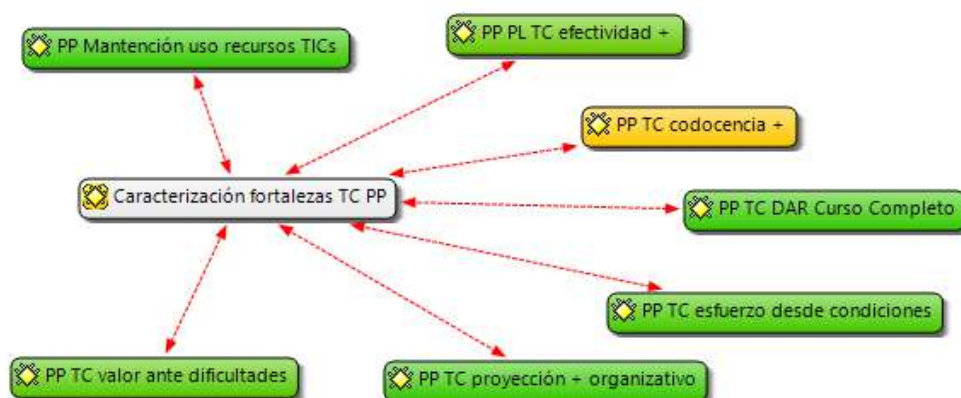 PP PL TC efectividad +
PP Mantención uso recursos TICs
PP TC codocencia +
Caracterización fortalezas TC PP
PP TC DAR Curso Completo
PP TC esfuerzo desde condiciones
PP TC valor ante dificultades
PP TC proyección + organizativo